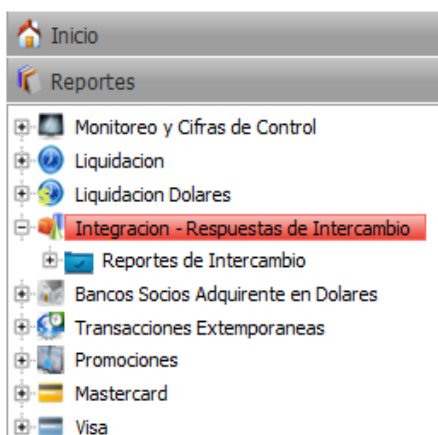 Inicio
Reportes
Monitoreo y Cifras de Control
Liquidacion
Liquidacion Dolares
Integracion - Respuestas de Intercambio
Reportes de Intercambio
Bancos Socios Adquirente en Dolares
Transacciones Extemporaneas
Promociones
Mastercard
Visa